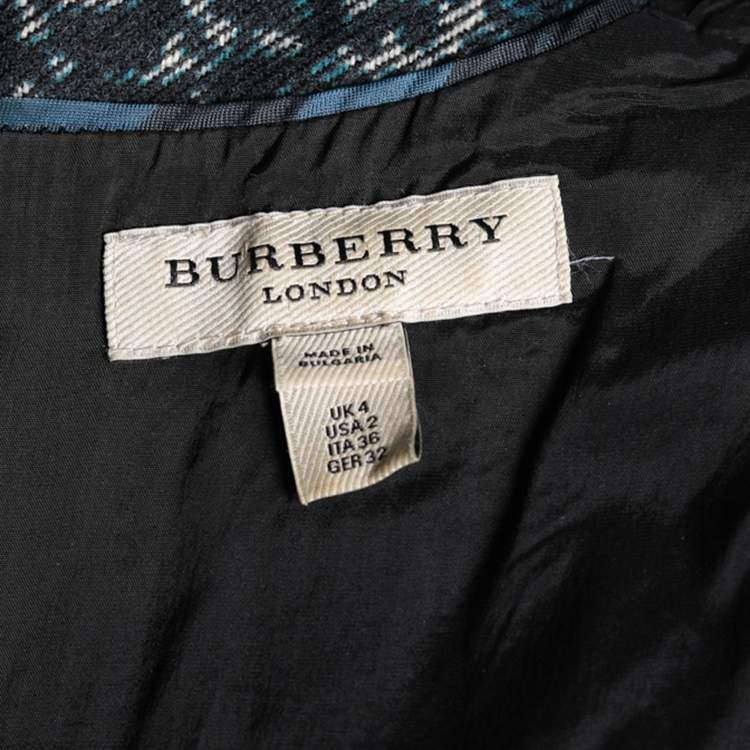 BURBERRY
LONDON
MADE IN
BULGARIA
UK 4
USA 2
ITA 36
GER 32